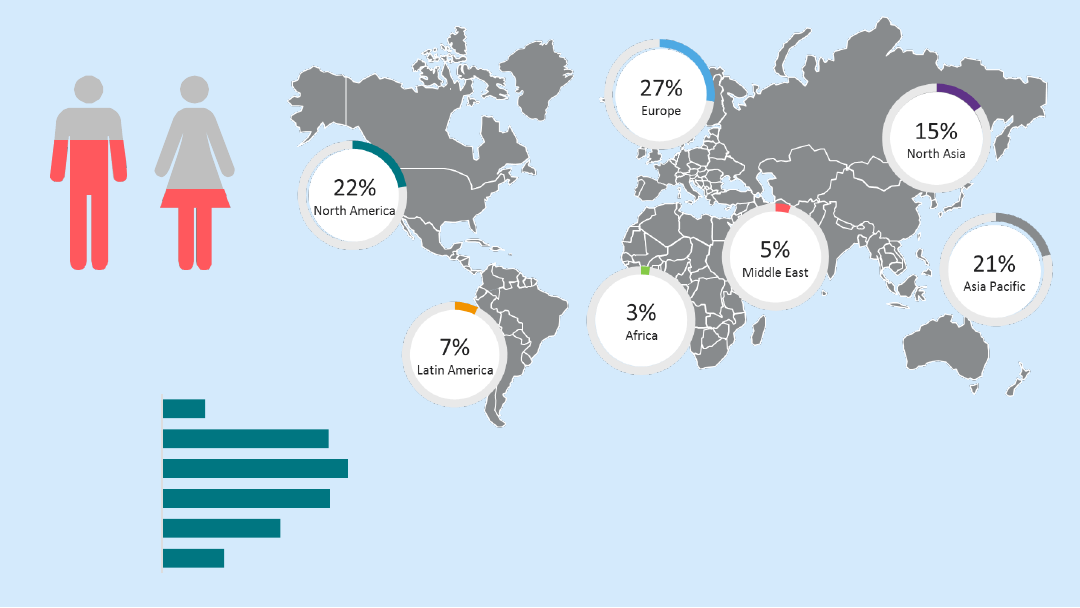 27%
Europe
15%
North Asia
22%
North America
5%
Middle East
21%
Asia Pacific
3%
Africa
7%
Latin America